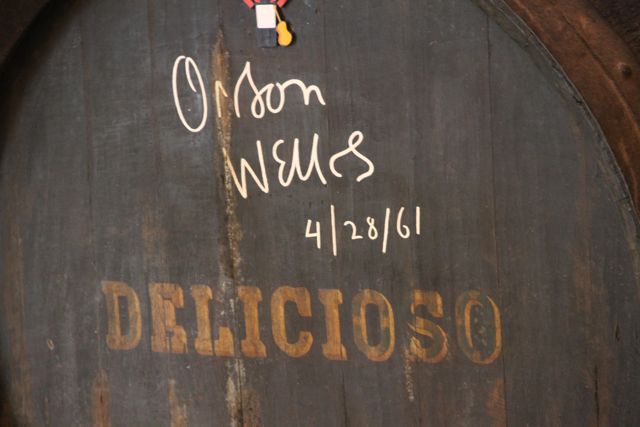 Orson
Welles
4/28/61
DELICIOSO